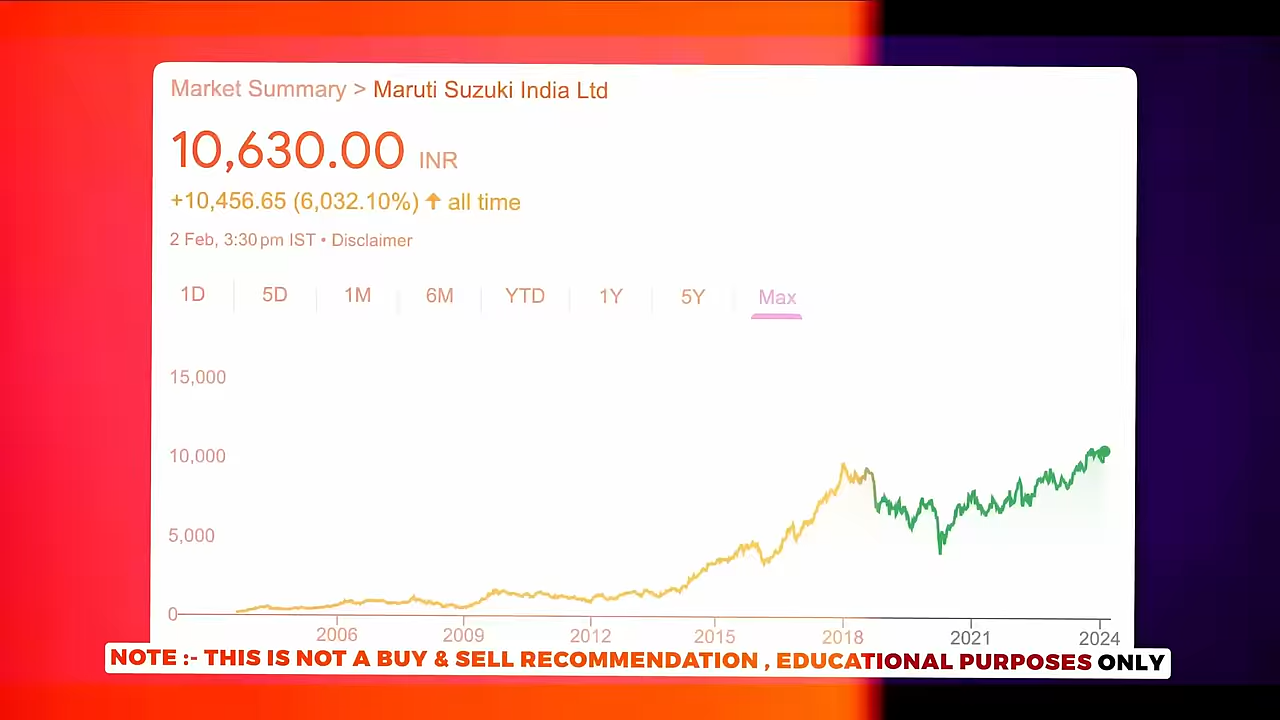 Market Summary > Maruti Suzuki India Ltd
10,630.00 INR
+10,456.65 (6,032.10%) ↑ all time
2 Feb, 3:30 pm IST • Disclaimer
1D 5D 1M 6M YTD 1Y 5Y Max
15,000
10,000
5,000
0
2006 2009 2012 2015 2018 2021 2024
NOTE :- THIS IS NOT A BUY & SELL RECOMMENDATION , EDUCATIONAL PURPOSES ONLY